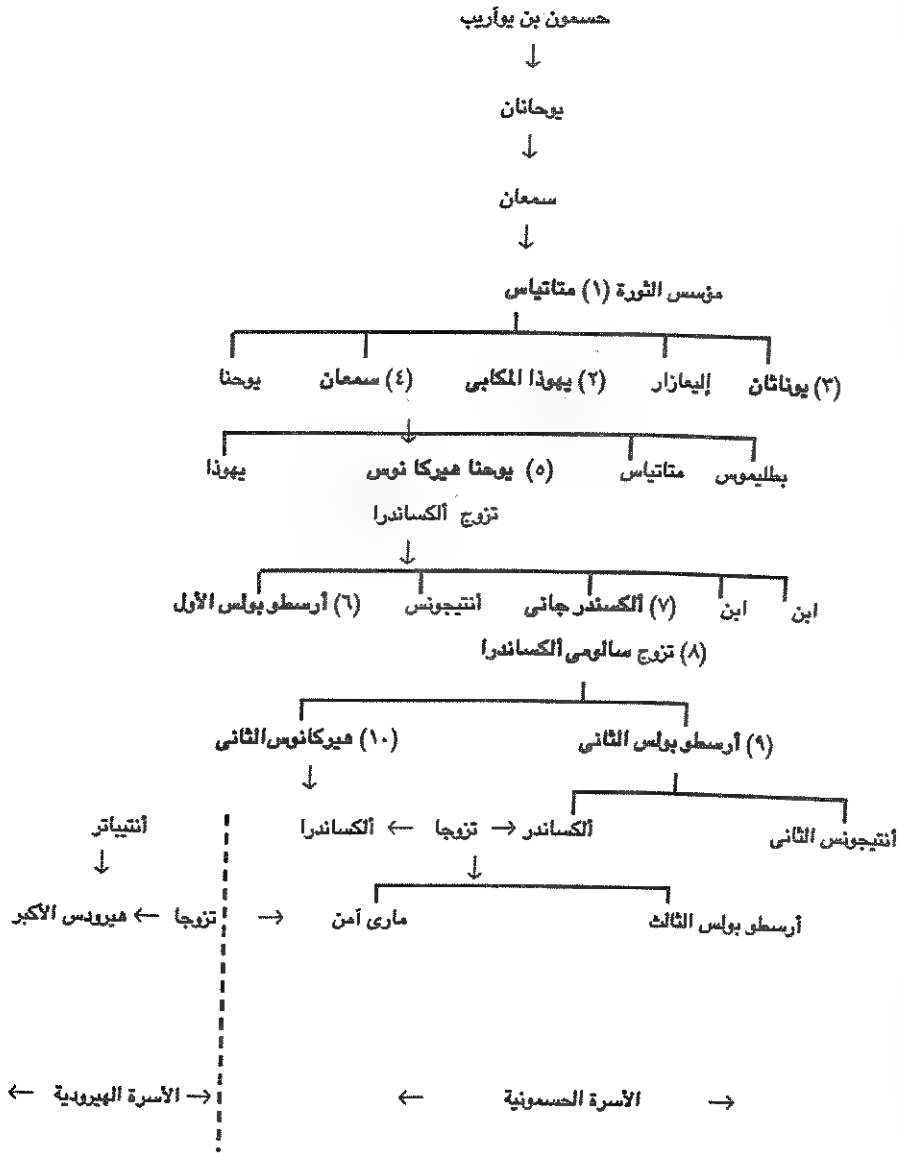 حسمون بن يوآريب
↓
يوحانان
↓
سمعان
↓
مؤسس الثورة (١) متاتياس
(٣) يوناثان إليعازار (٢) يهوذا المكابى (٤) سمعان يوحنا
بطليموس متاتياس (٥) يوحنا هيركا نوس يهوذا
تزوج ألكساندرا
↓
ابن ابن (٧) ألكسندر جانى أنتيجونس (٦) أرسطو بولس الأول
(٨) تزوج سالومى ألكساندرا
(٩) أرسطو بولس الثانى (١٠) هيركانوس الثانى
↓
أنتيجونس الثانى ألكساندر ← تزوجا → ألكساندرا أنتيباتر
↓ ↓
أرسطو بولس الثالث مارى آمن ← تزوجا → هيرودس الأكبر
← الأسرة الحسمونية → ← الأسرة الهيرودية →